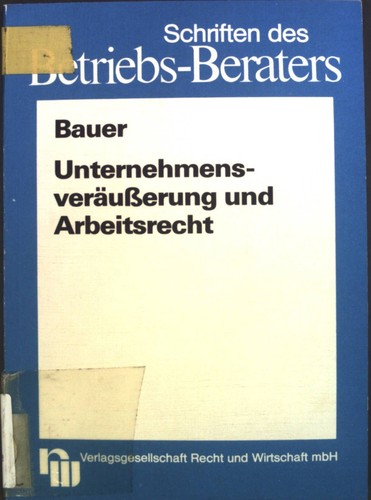 Schriften des
Betriebs-Beraters
Bauer
Unternehmens-
veräußerung und
Arbeitsrecht
Verlagsgesellschaft Recht und Wirtschaft mbH